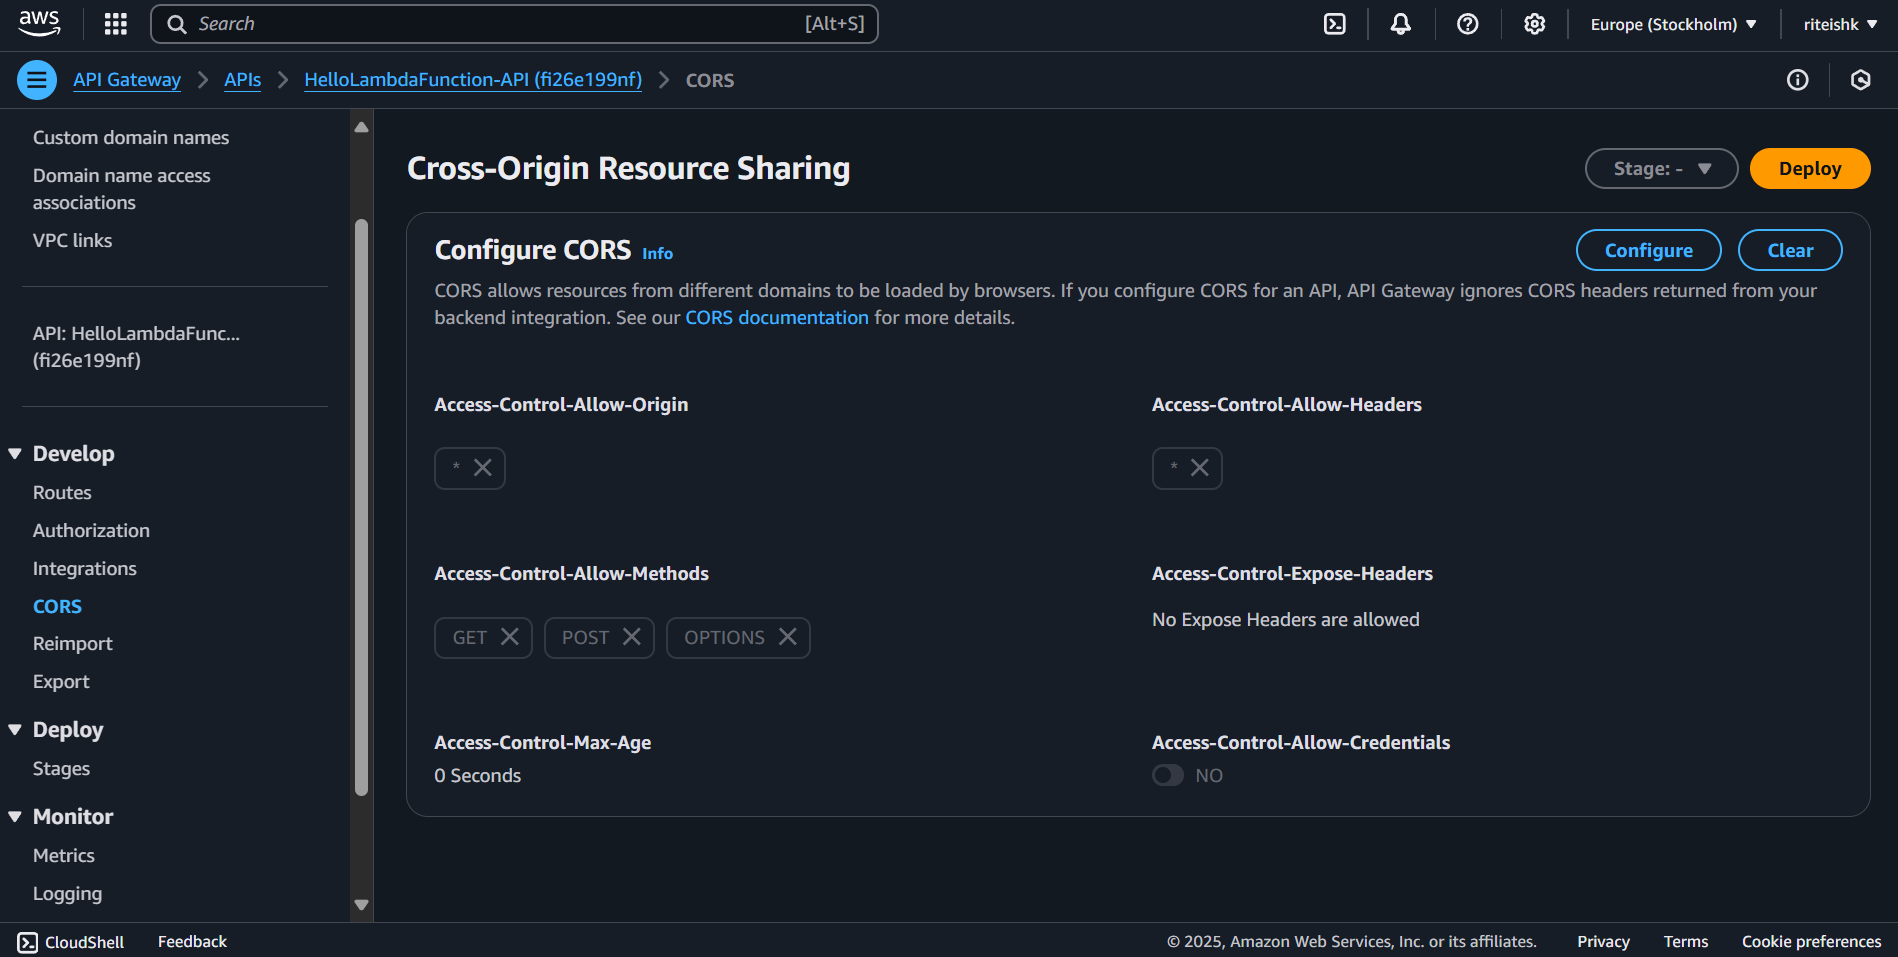 aws
Search
[Alt+S]
Europe (Stockholm)
riteishk
API Gateway
APIs
HelloLambdaFunction-API (fi26e199nf)
CORS
Custom domain names
Domain name access
associations
VPC links
API: HelloLambdaFunc...
(fi26e199nf)
Develop
Routes
Authorization
Integrations
CORS
Reimport
Export
Deploy
Stages
Monitor
Metrics
Logging
Cross-Origin Resource Sharing
Stage: -
Deploy
Configure CORS Info
Configure
Clear
CORS allows resources from different domains to be loaded by browsers. If you configure CORS for an API, API Gateway ignores CORS headers returned from your
backend integration. See our CORS documentation for more details.
Access-Control-Allow-Origin
*
Access-Control-Allow-Headers
*
Access-Control-Allow-Methods
GET
POST
OPTIONS
Access-Control-Expose-Headers
No Expose Headers are allowed
Access-Control-Max-Age
0 Seconds
Access-Control-Allow-Credentials
NO
CloudShell
Feedback
© 2025, Amazon Web Services, Inc. or its affiliates.
Privacy
Terms
Cookie preferences